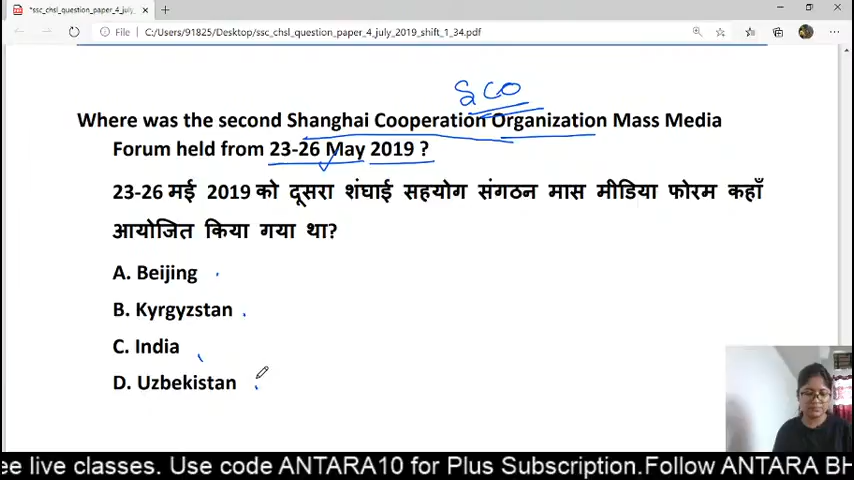 *ssc_chsl_question_paper_4_july_
File
C:/Users/91825/Desktop/ssc_chsl_question_paper_4_july_2019_shift_1_34.pdf
SCO
Where was the second Shanghai Cooperation Organization Mass Media
Forum held from 23-26 May 2019 ?
23-26 मई 2019 को दूसरा शंघाई सहयोग संगठन मास मीडिया फोरम कहाँ
आयोजित किया गया था?
A. Beijing
B. Kyrgyzstan
C. India
D. Uzbekistan
ee live classes. Use code ANTARA10 for Plus Subscription.Follow ANTARA BH